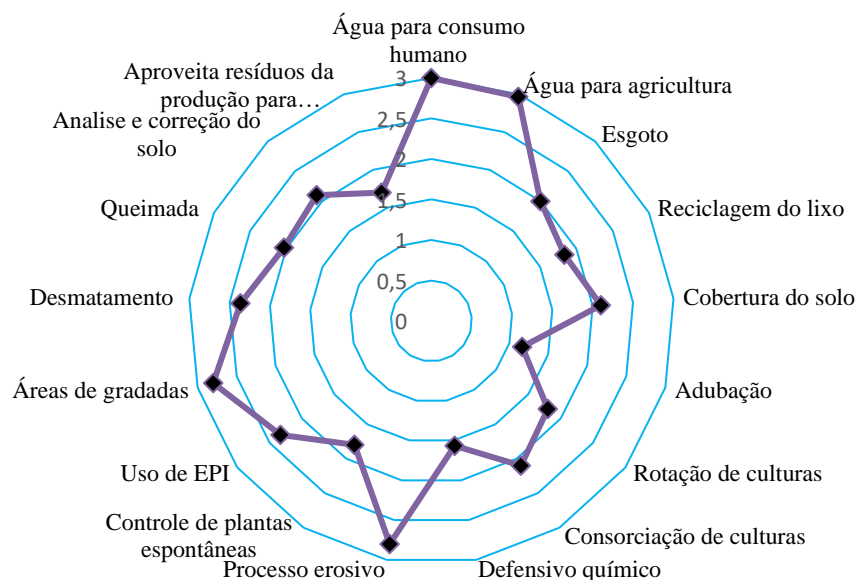 Água para consumo
humano
Água para agricultura
Esgoto
Reciclagem do lixo
Cobertura do solo
Adubação
Rotação de culturas
Consorciação de culturas
Defensivo químico
Processo erosivo
Controle de plantas
espontâneas
Uso de EPI
Áreas de gradadas
Desmatamento
Queimada
Analise e correção do
solo
Aproveita resíduos da
produção para…
3
2,5
2
1,5
1
0,5
0